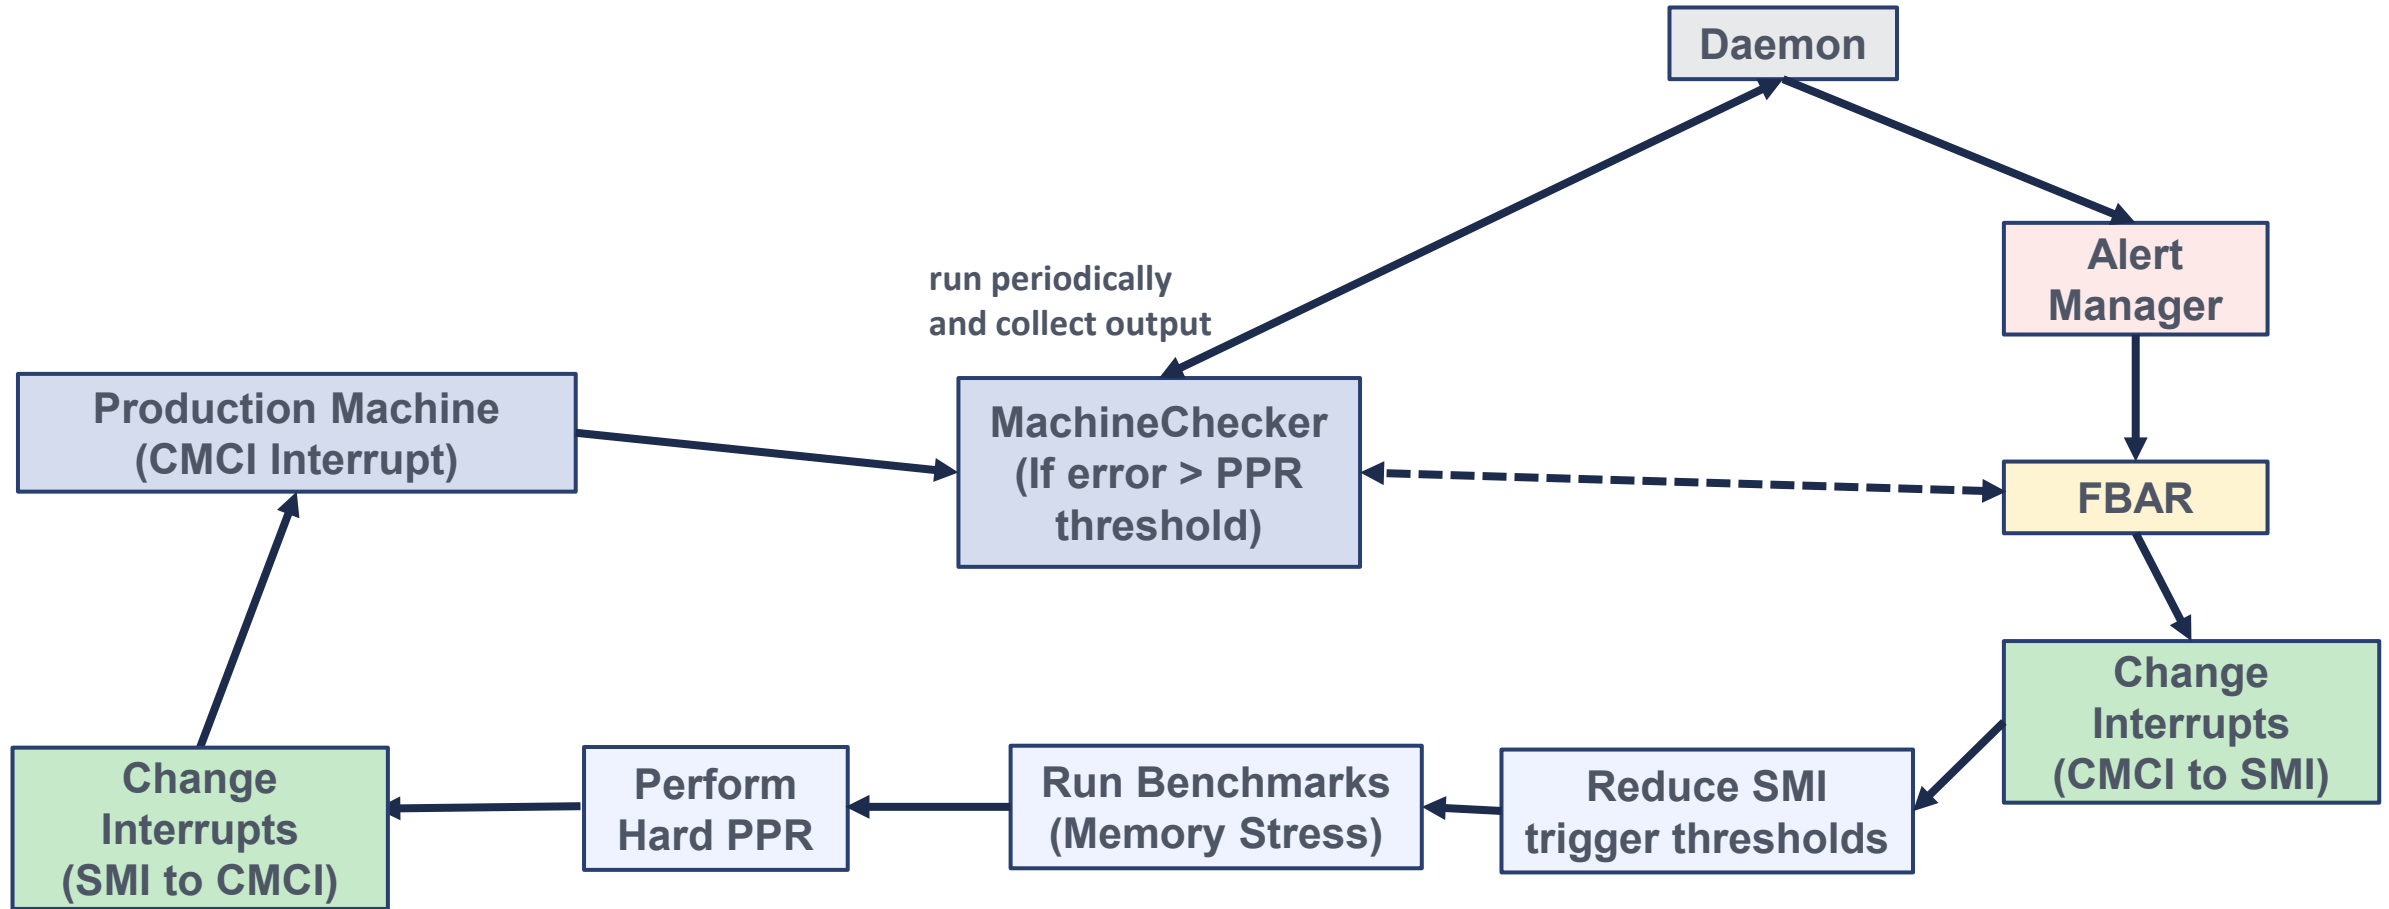 Daemon
Alert
Manager
run periodically
and collect output
Production Machine
(CMCI Interrupt)
MachineChecker
(If error > PPR
threshold)
FBAR
Change
Interrupts
(CMCI to SMI)
Reduce SMI
trigger thresholds
Run Benchmarks
(Memory Stress)
Perform
Hard PPR
Change
Interrupts
(SMI to CMCI)